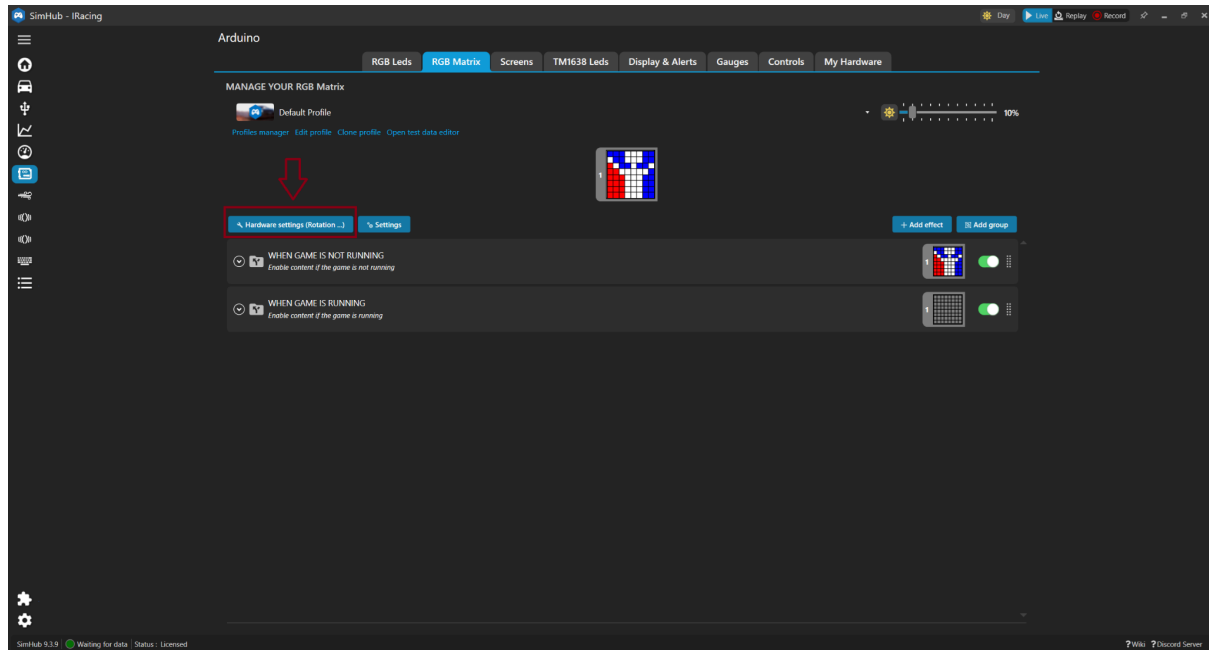 SimHub - IRacing
Day
Live
Replay
Record
Arduino
RGB Leds
RGB Matrix
Screens
TM1638 Leds
Display & Alerts
Gauges
Controls
My Hardware
MANAGE YOUR RGB Matrix
Default Profile
10%
Profiles manager Edit profile Clone profile Open test data editor
1
Hardware settings (Rotation ...)
Settings
+ Add effect
Add group
WHEN GAME IS NOT RUNNING
Enable content if the game is not running
1
WHEN GAME IS RUNNING
Enable content if the game is running
1
SimHub 9.3.9 Waiting for data Status : Licensed
? Wiki ? Discord Server